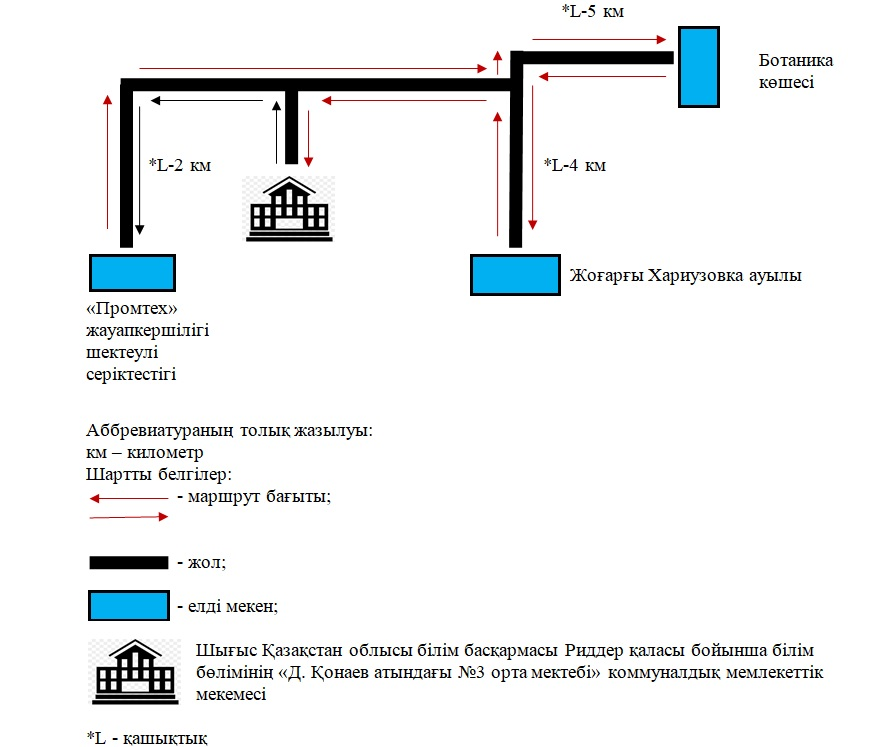 *L-5 км
Ботаника
көшесі
*L-2 км
*L-4 км
Жоғарғы Хариузовка ауылы
«Промтех»
жауапкершілігі
шектеулі
серіктестігі
Аббревиатураның толық жазылуы:
км – километр
Шартты белгілер:
- маршрут бағыты;
- жол;
- елді мекен;
Шығыс Қазақстан облысы білім басқармасы Риддер қаласы бойынша білім
бөлімінің «Д. Қонаев атындағы №3 орта мектебі» коммуналдық мемлекеттік
мекемесі
*L - қашықтық